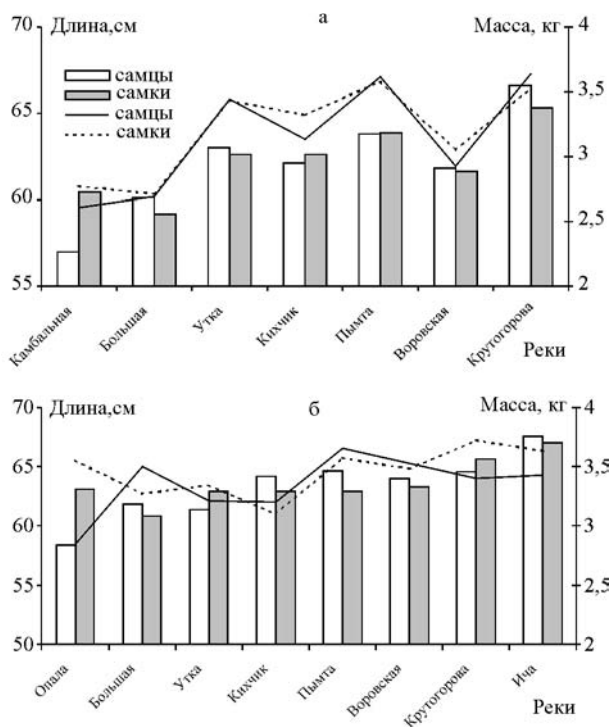 70 Длина,см а Масса, кг 4
самцы
самки
самцы
самки
3,5
65
3
60
2,5
55 2
Камбальная Большая Утка Кихчик Пымта Воровская Крутогорова
Реки
70 Длина,см б Масса, кг 4
65 3,5
60 3
55 2,5
50 2
Опала Большая Утка Кихчик Пымта Воровская Крутогорова Ича
Реки